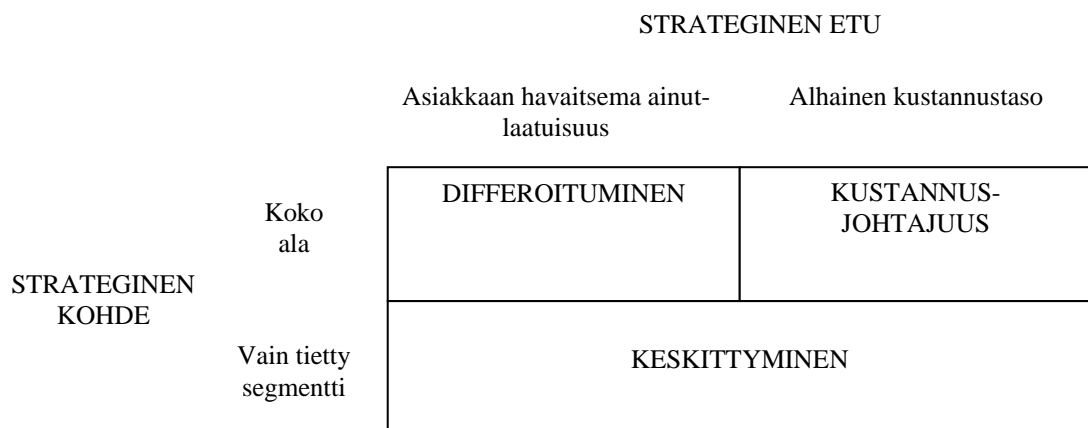 STRATEGINEN ETU
Asiakkaan havaitsema ainut-
laatuisuus
Alhainen kustannustaso
DIFFEROITUMINEN
KUSTANNUS-
JOHTAJUUS
Koko
ala
STRATEGINEN
KOHDE
Vain tietty
segmentti
KESKITTYMINEN